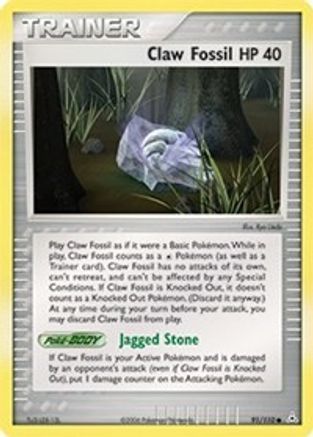 TRAINER
Claw Fossil HP 40
Illus. Ryo Ueda
Play Claw Fossil as if it were a Basic Pokémon. While in
play, Claw Fossil counts as a Pokémon (as well as a
Trainer card). Claw Fossil has no attacks of its own,
can't retreat, and can't be affected by any Special
Conditions. If Claw Fossil is Knocked Out, it doesn't
count as a Knocked Out Pokémon. (Discard it anyway.)
At any time during your turn before your attack, you
may discard Claw Fossil from play.
Poké-BODY Jagged Stone
If Claw Fossil is your Active Pokémon and is damaged
by an opponent's attack (even if Claw Fossil is Knocked
Out), put 1 damage counter on the Attacking Pokémon.
©2006 Pokémon/Nintendo